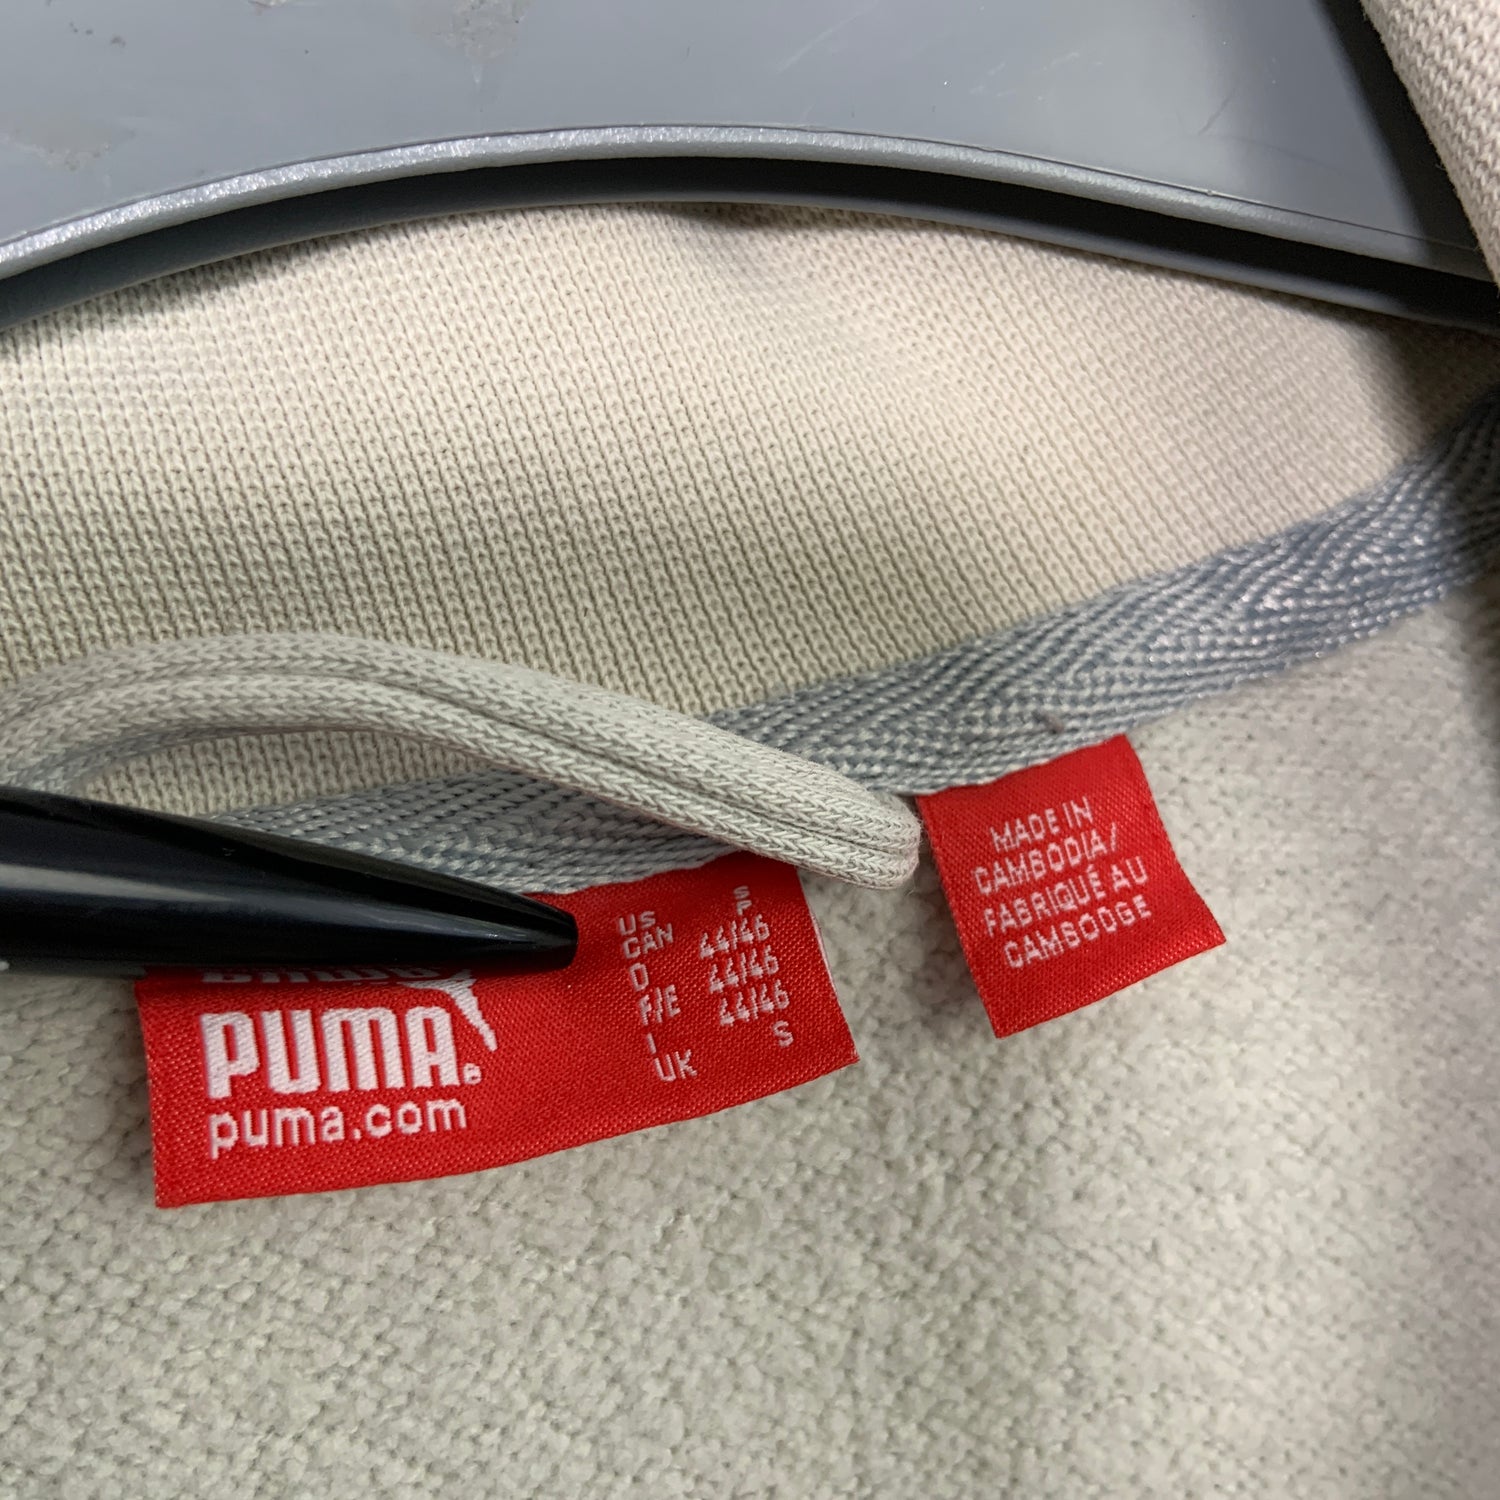 PUMA®
puma.com
US S
CAN P
D 44/46
F/E 44/46
I 44/46
UK S
MADE IN
CAMBODIA/
FABRIQUÉ AU
CAMBODGE